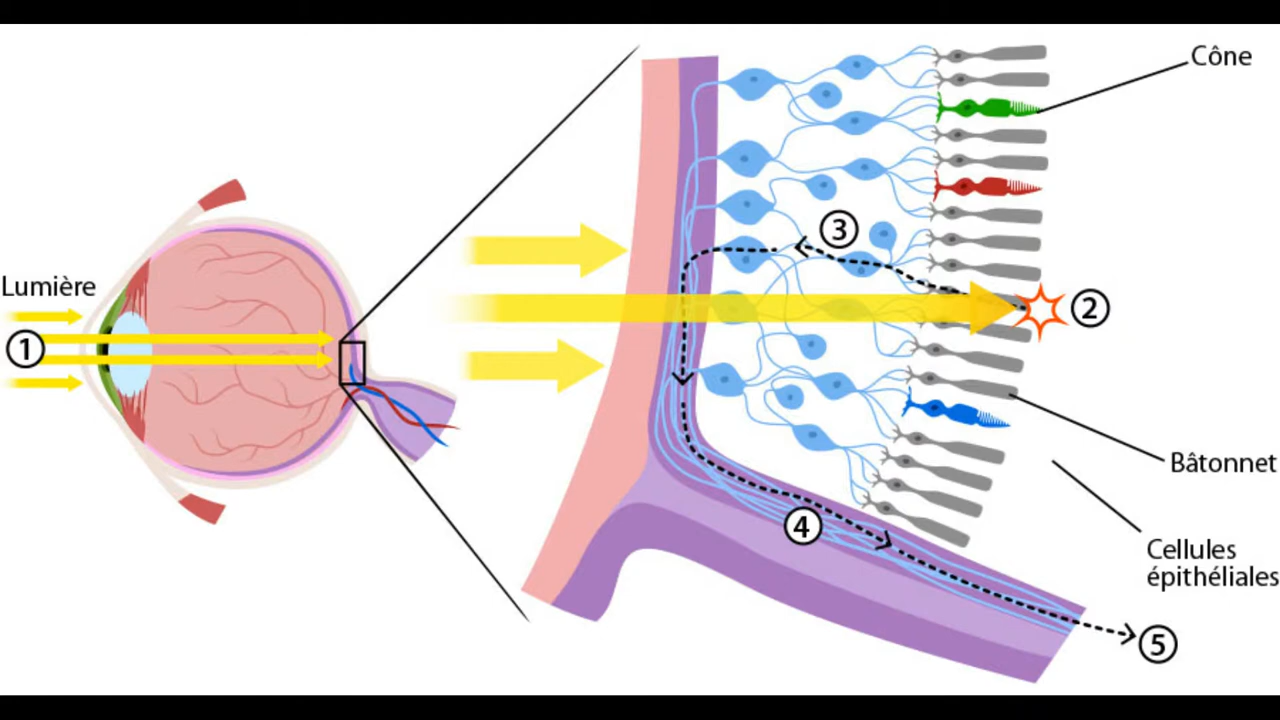 Cône
Lumière
1
2
3
4
5
Bâtonnet
Cellules
épithéliales